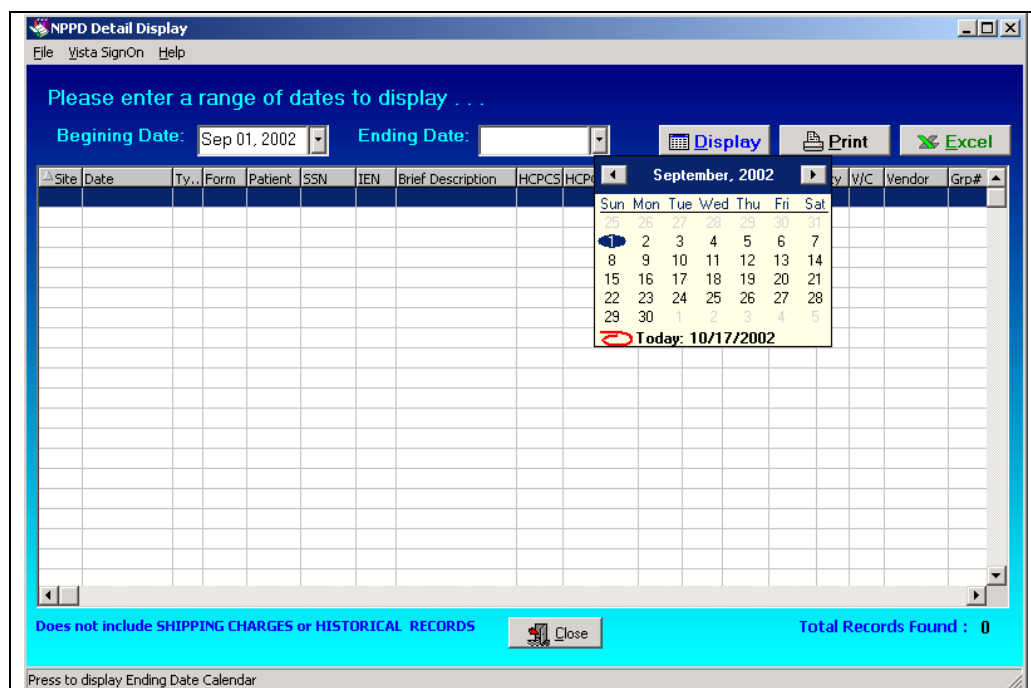 NPPD Detail Display
File Vista SignOn Help
Please enter a range of dates to display . . .
Begining Date: Sep 01, 2002 Ending Date: Display Print Excel
Site Date Ty... Form Patient SSN IEN Brief Description HCPCS HCPC V/C Vendor Grp#
September, 2002
Sun Mon Tue Wed Thu Fri Sat
25 26 27 28 29 30 31
1 2 3 4 5 6 7
8 9 10 11 12 13 14
15 16 17 18 19 20 21
22 23 24 25 26 27 28
29 30 1 2 3 4 5
Today: 10/17/2002
Does not include SHIPPING CHARGES or HISTORICAL RECORDS Close Total Records Found : 0
Press to display Ending Date Calendar